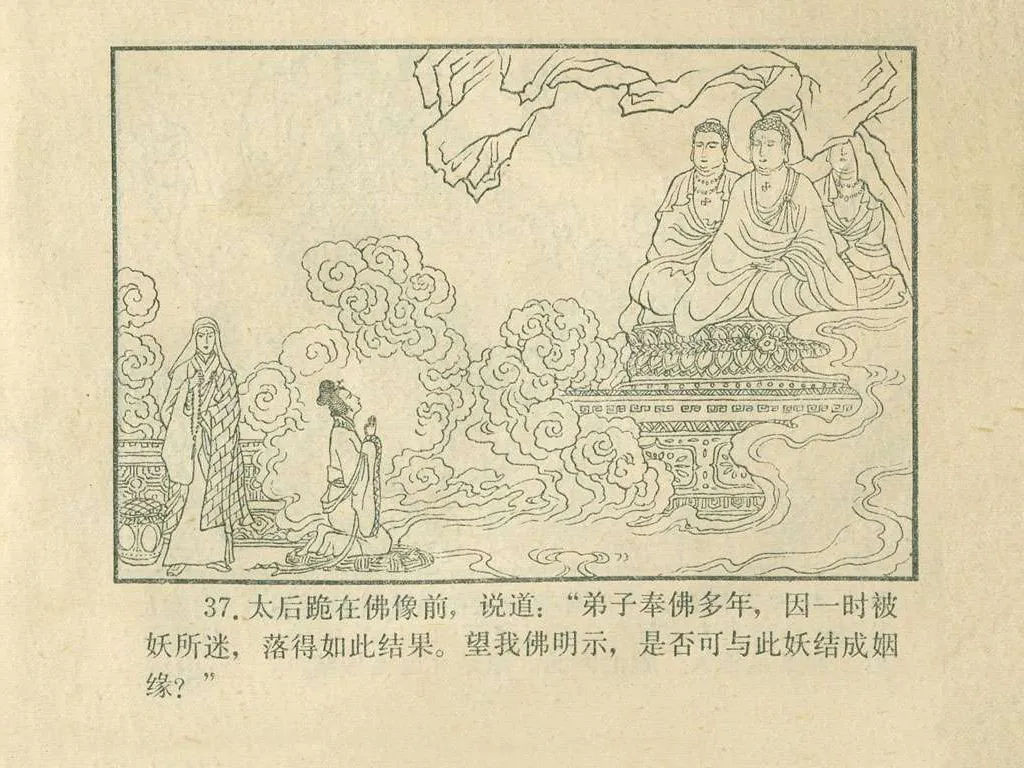 37.太后跪在佛像前，说道：“弟子奉佛多年，因一时被
妖所迷，落得如此结果。望我佛明示，是否可与此妖结成姻
缘？”